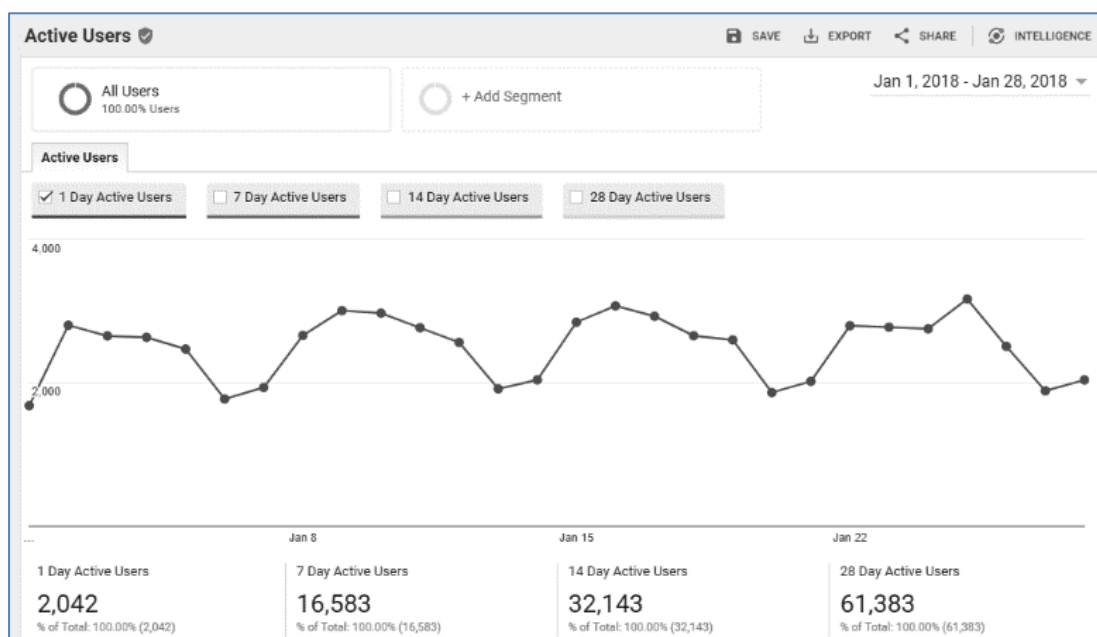 Active Users
SAVE EXPORT SHARE INTELLIGENCE
All Users
100.00% Users
+ Add Segment
Jan 1, 2018 - Jan 28, 2018
Active Users
1 Day Active Users 7 Day Active Users 14 Day Active Users 28 Day Active Users
4,000
2,000
... Jan 8 Jan 15 Jan 22
1 Day Active Users 7 Day Active Users 14 Day Active Users 28 Day Active Users
2,042 16,583 32,143 61,383
% of Total: 100.00% (2,042) % of Total: 100.00% (16,583) % of Total: 100.00% (32,143) % of Total: 100.00% (61,383)